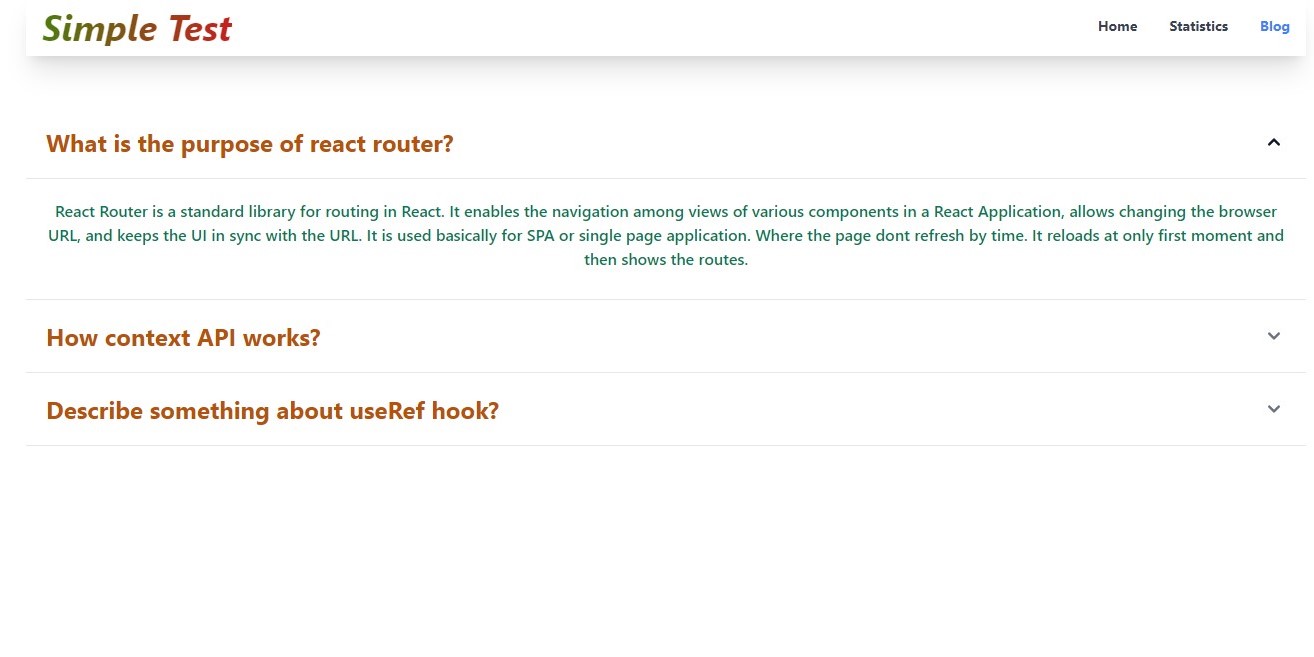 Simple Test
Home Statistics Blog
What is the purpose of react router?
React Router is a standard library for routing in React. It enables the navigation among views of various components in a React Application, allows changing the browser
URL, and keeps the UI in sync with the URL. It is used basically for SPA or single page application. Where the page dont refresh by time. It reloads at only first moment and
then shows the routes.
How context API works?
Describe something about useRef hook?